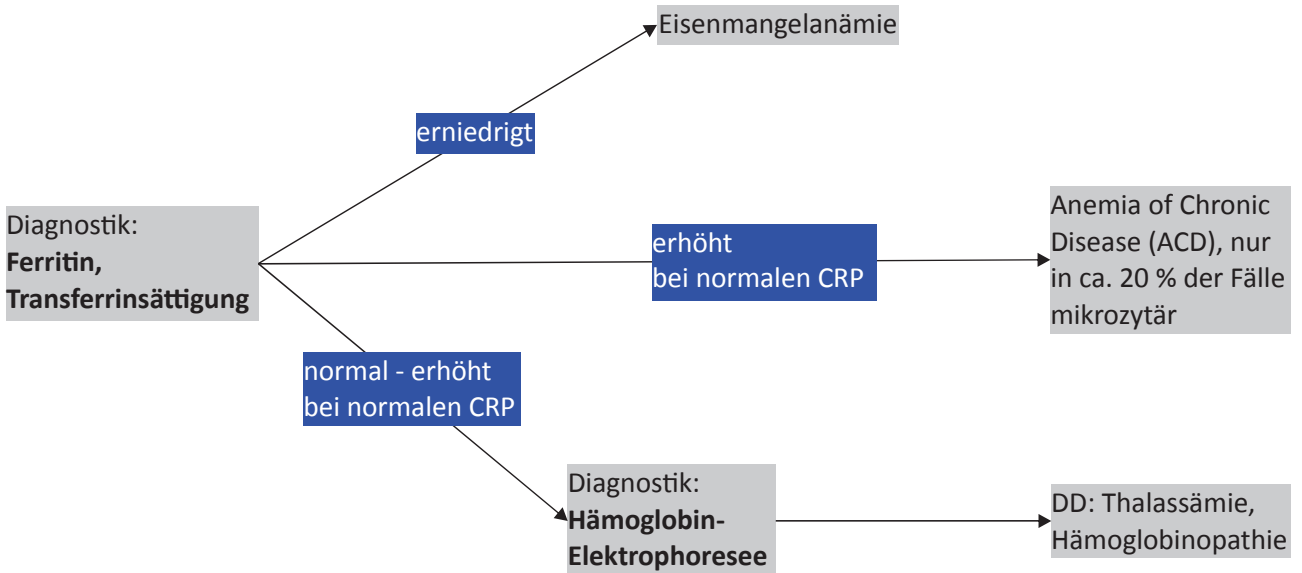 Eisenmangelanämie
erniedrigt
Diagnostik:
Ferritin,
Transferrinsättigung
erhöht
bei normalen CRP
Anemia of Chronic
Disease (ACD), nur
in ca. 20 % der Fälle
mikrozytär
normal - erhöht
bei normalen CRP
Diagnostik:
Hämoglobin-
Elektrophoresee
DD: Thalassämie,
Hämoglobinopathie